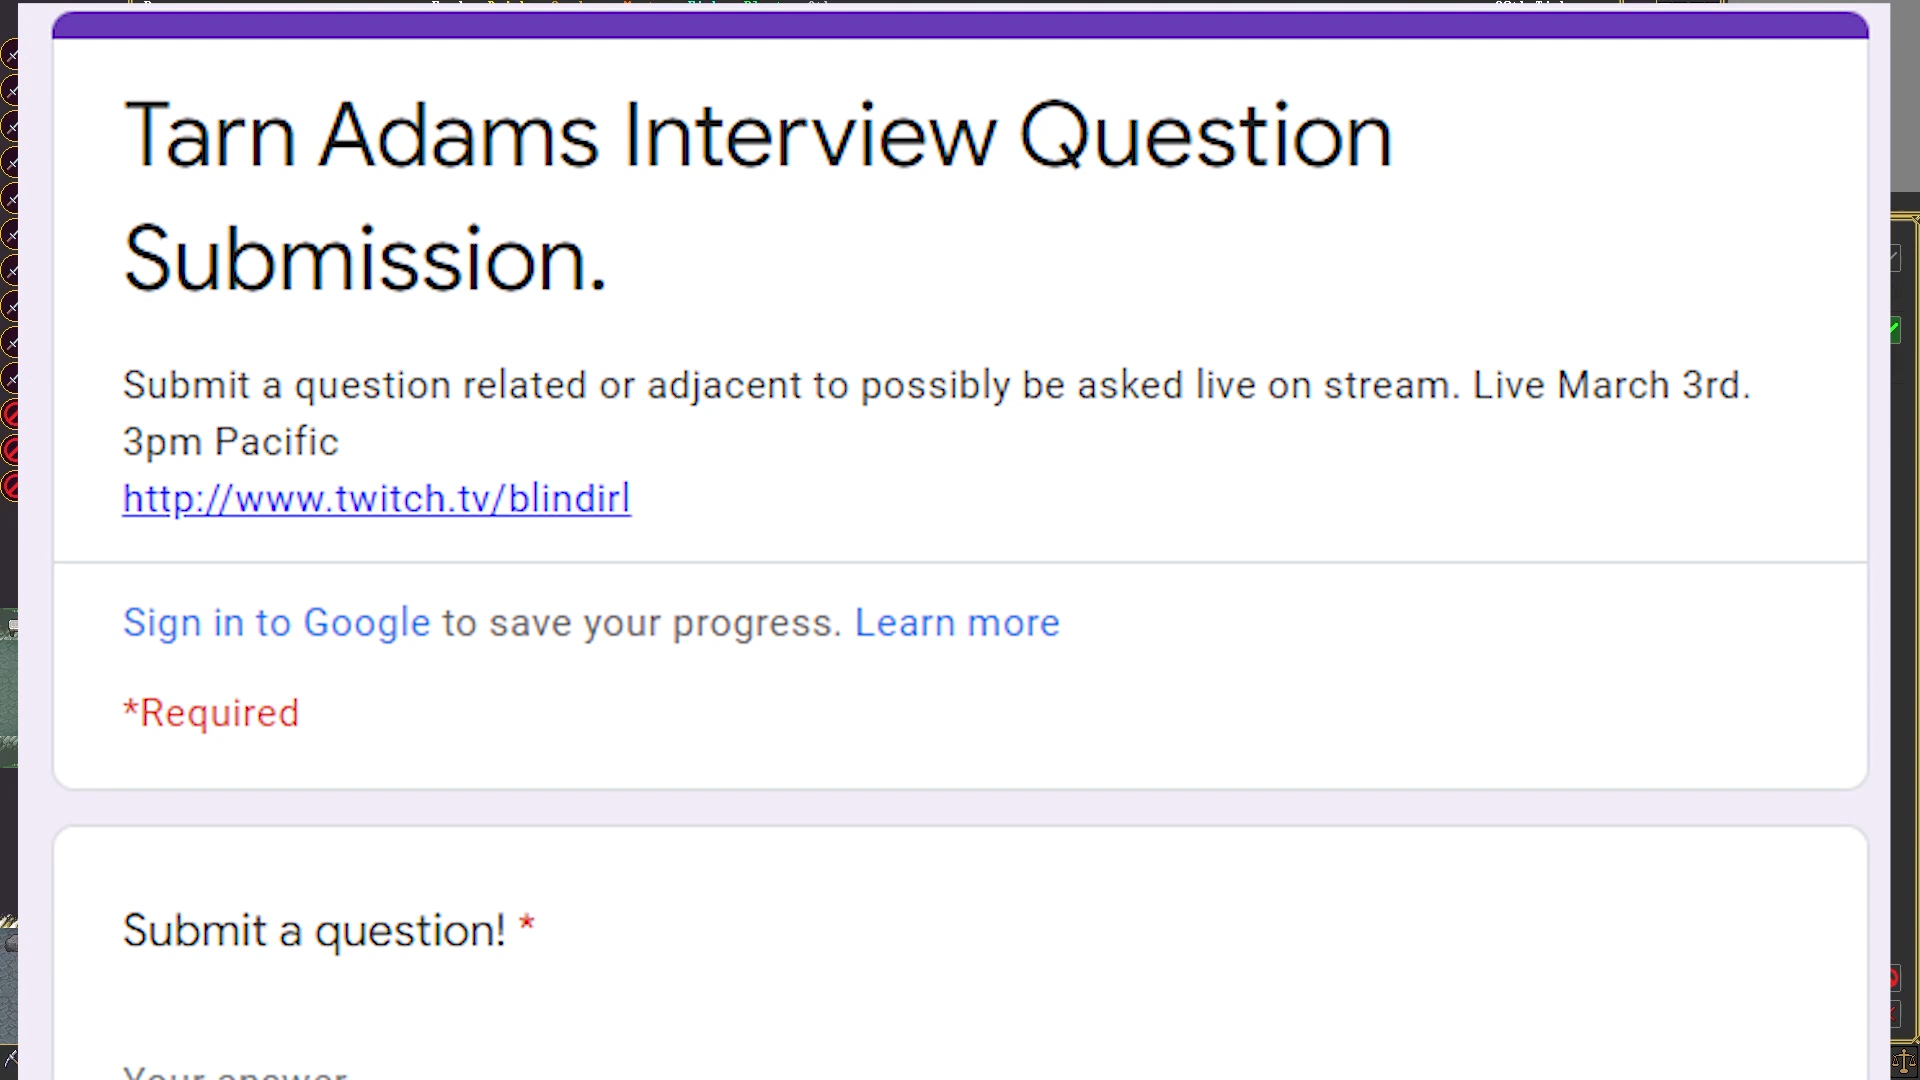 Tarn Adams Interview Question
Submission.
Submit a question related or adjacent to possibly be asked live on stream. Live March 3rd.
3pm Pacific
http://www.twitch.tv/blindirl
Sign in to Google to save your progress. Learn more
*Required
Submit a question! *
Your answer